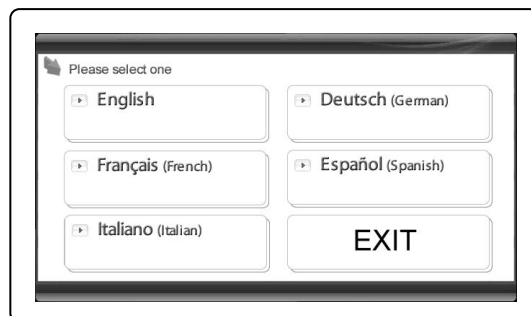 Please select one
English
Deutsch (German)
Français (French)
Español (Spanish)
Italiano (Italian)
EXIT